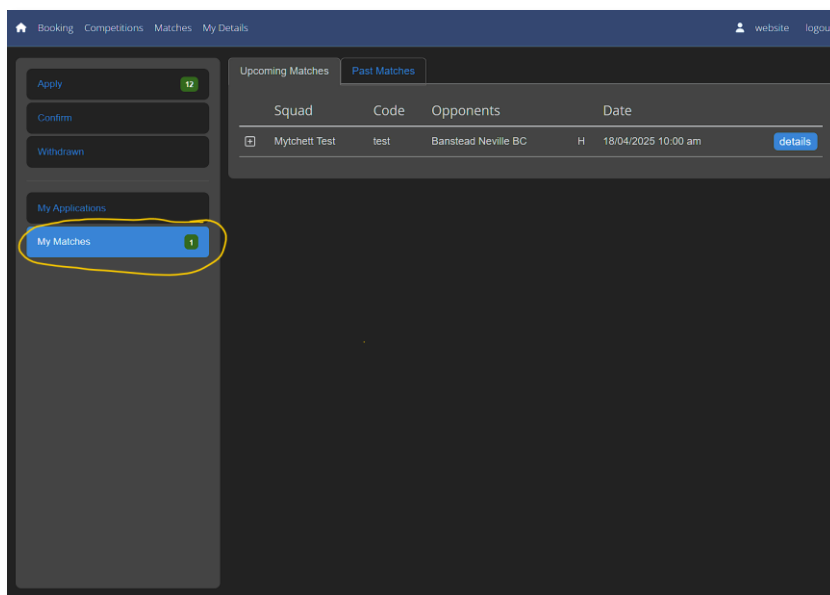 Booking Competitions Matches My Details website logou
Apply 12
Confirm
Withdrawn
My Applications
My Matches 1
Upcoming Matches Past Matches
Squad Code Opponents Date
Mytchett Test test Banstead Neville BC H 18/04/2025 10:00 am details